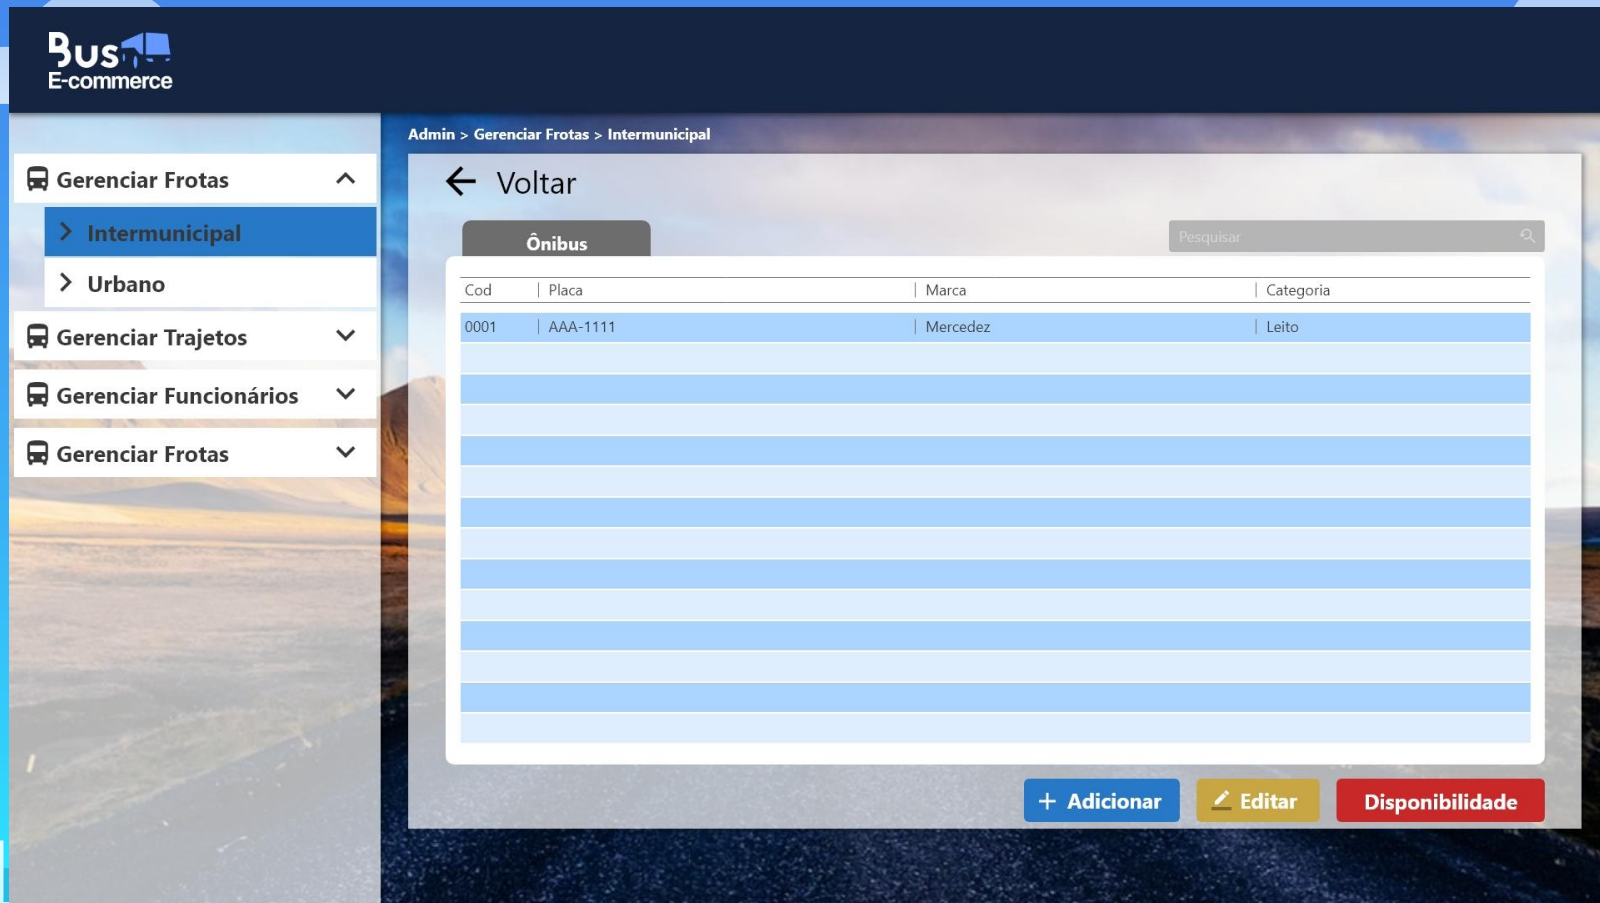 Bus
E-commerce
Admin > Gerenciar Frotas > Intermunicipal
Gerenciar Frotas
Intermunicipal
Urbano
Gerenciar Trajetos
Gerenciar Funcionários
Gerenciar Frotas
Voltar
Ônibus
Pesquisar
Cod | Placa | Marca | Categoria
0001 | AAA-1111 | Mercedez | Leito
+ Adicionar
Editar
Disponibilidade